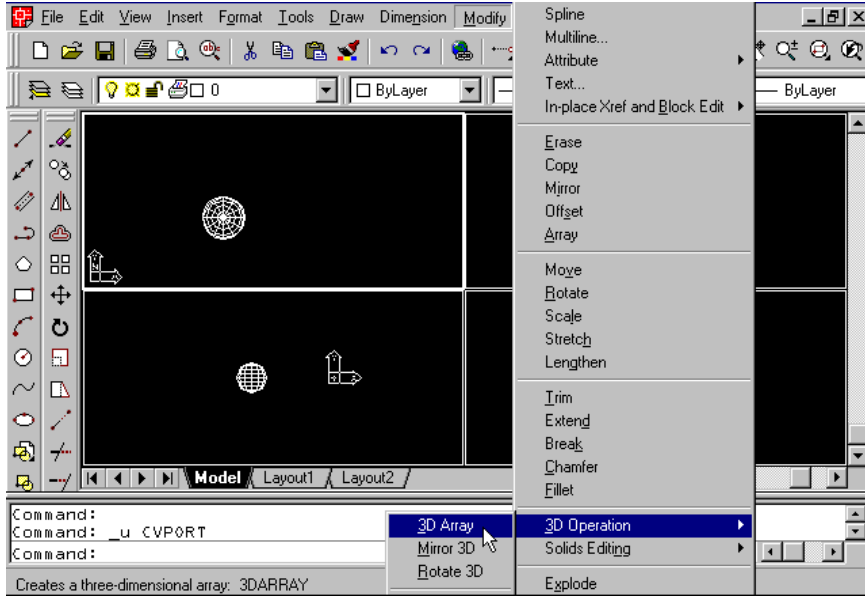 File Edit View Insert Format Tools Draw Dimension Modify
0 ByLayer ByLayer
Spline
Multiline...
Attribute
Text...
In-place Xref and Block Edit
Erase
Copy
Mirror
Offset
Array
Move
Rotate
Scale
Stretch
Lengthen
Trim
Extend
Break
Chamfer
Fillet
3D Operation
Solids Editing
Explode
3D Array
Mirror 3D
Rotate 3D
Model Layout1 Layout2
Command:
Command: _u CVPORT
Command:
Creates a three-dimensional array: 3DARRAY